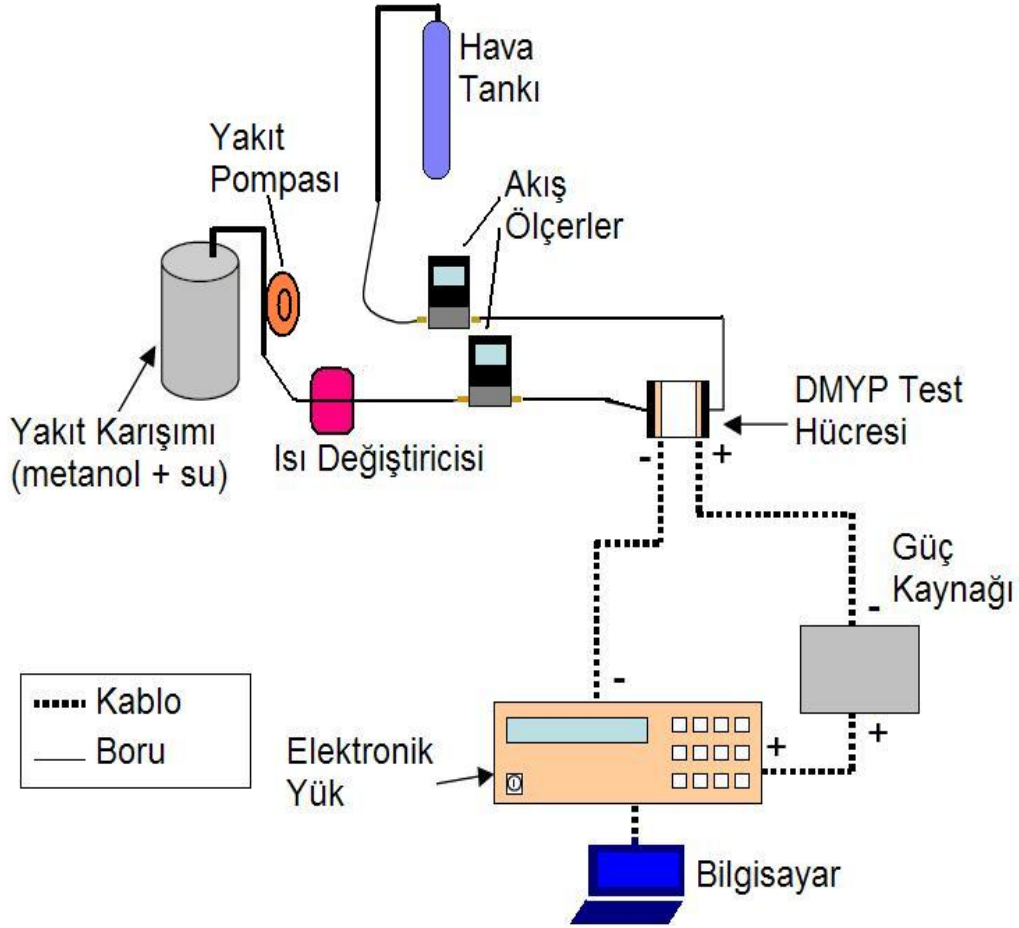 Hava
Tankı
Yakıt
Pompası
Akış
Ölçerler
Yakıt Karışımı
(metanol + su)
Isı Değiştiricisi
DMYP Test
Hücresi
- +
Güç
Kaynağı
-
+
-
+
Kablo
Boru
Elektronik
Yük
Bilgisayar